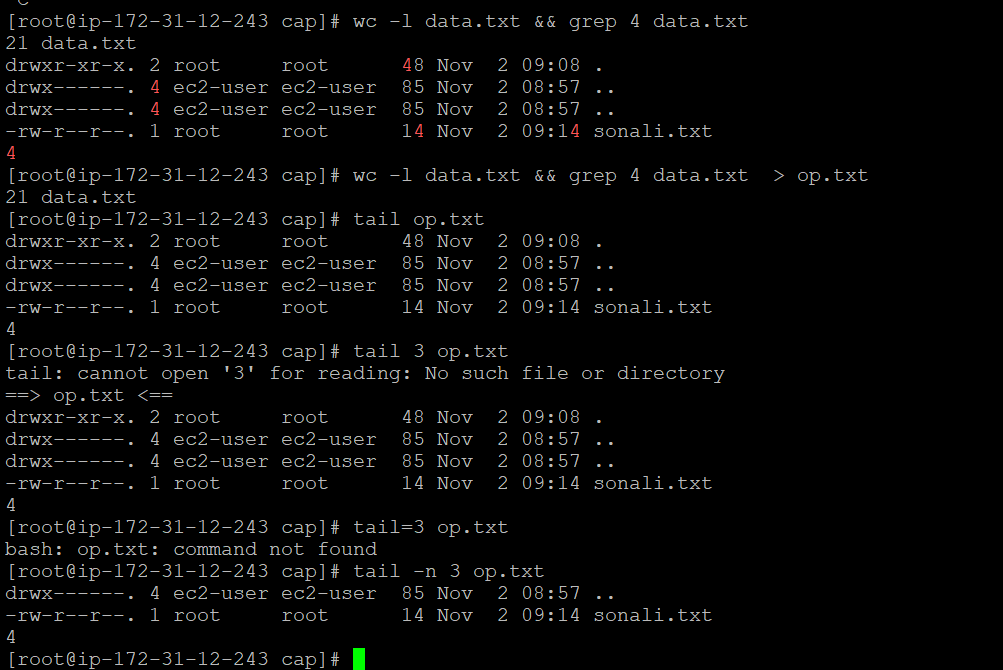 [root@ip-172-31-12-243 cap]# wc -l data.txt && grep 4 data.txt
21 data.txt
drwxr-xr-x. 2 root     root      48 Nov  2 09:08 .
drwx------. 4 ec2-user ec2-user  85 Nov  2 08:57 ..
drwx------. 4 ec2-user ec2-user  85 Nov  2 08:57 ..
-rw-r--r--. 1 root     root      14 Nov  2 09:14 sonali.txt
4
[root@ip-172-31-12-243 cap]# wc -l data.txt && grep 4 data.txt  > op.txt
21 data.txt
[root@ip-172-31-12-243 cap]# tail op.txt
drwxr-xr-x. 2 root     root      48 Nov  2 09:08 .
drwx------. 4 ec2-user ec2-user  85 Nov  2 08:57 ..
drwx------. 4 ec2-user ec2-user  85 Nov  2 08:57 ..
-rw-r--r--. 1 root     root      14 Nov  2 09:14 sonali.txt
4
[root@ip-172-31-12-243 cap]# tail 3 op.txt
tail: cannot open '3' for reading: No such file or directory
==> op.txt <==
drwxr-xr-x. 2 root     root      48 Nov  2 09:08 .
drwx------. 4 ec2-user ec2-user  85 Nov  2 08:57 ..
drwx------. 4 ec2-user ec2-user  85 Nov  2 08:57 ..
-rw-r--r--. 1 root     root      14 Nov  2 09:14 sonali.txt
4
[root@ip-172-31-12-243 cap]# tail=3 op.txt
bash: op.txt: command not found
[root@ip-172-31-12-243 cap]# tail -n 3 op.txt
drwx------. 4 ec2-user ec2-user  85 Nov  2 08:57 ..
-rw-r--r--. 1 root     root      14 Nov  2 09:14 sonali.txt
4
[root@ip-172-31-12-243 cap]#